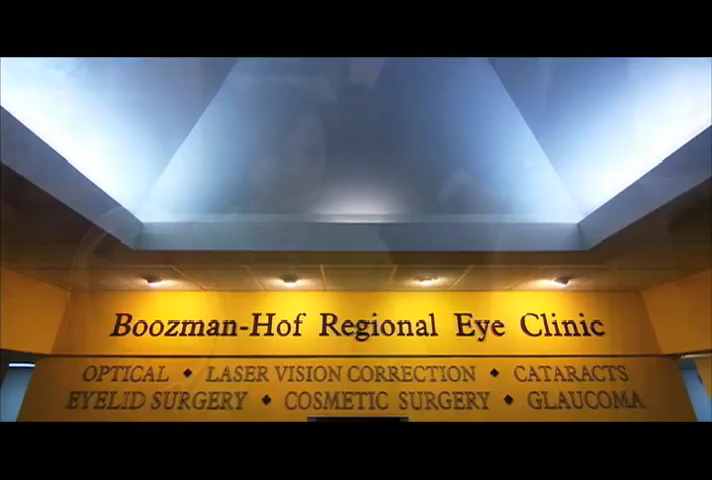 Boozman-Hof Regional Eye Clinic
OPTICAL ◆ LASER VISION CORRECTION ◆ CATARACTS
EYELID SURGERY ◆ COSMETIC SURGERY ◆ GLAUCOMA